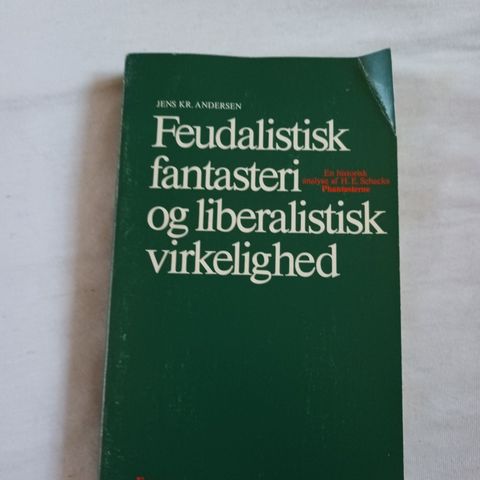 JENS KR. ANDERSEN
Feudalistisk
fantasteri
En historisk
analyse af H. E. Schacks
Phantasterne
og liberalistisk
virkelighed